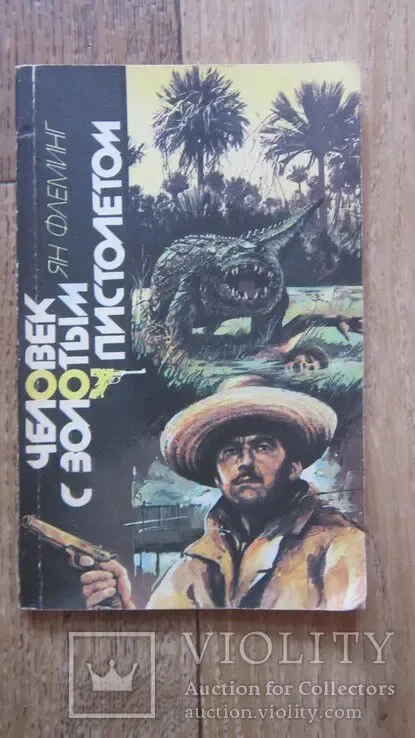 ЯН ФЛЕМИНГ
ЧЕЛОВЕК
С ЗОЛОТЫМ
ПИСТОЛЕТОМ
VIOLITY
Auction for Collectors
auction.violity.com